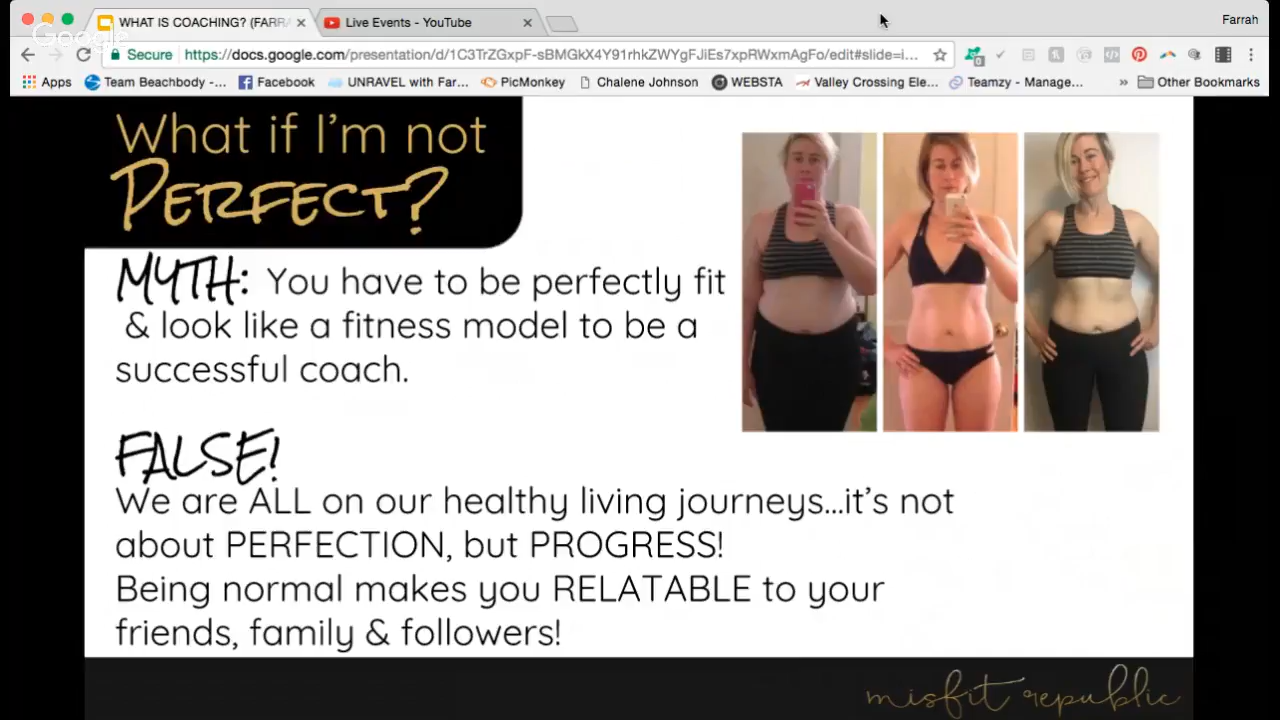 WHAT IS COACHING? (FARRA
Live Events - YouTube
Farrah
Google
Secure
https://docs.google.com/presentation/d/1C3TrZGxpF-sBMGkX4Y91rhkZWYgFJiEs7xpRWxmAgFo/edit#slide=i...
Apps
Team Beachbody -...
Facebook
UNRAVEL with Far...
PicMonkey
Chalene Johnson
WEBSTA
Valley Crossing Ele...
Teamzy - Manage...
»
Other Bookmarks
What if I'm not
PERFECT?
MYTH: You have to be perfectly fit
& look like a fitness model to be a
successful coach.
FALSE!
We are ALL on our healthy living journeys...it's not
about PERFECTION, but PROGRESS!
Being normal makes you RELATABLE to your
friends, family & followers!
misfit republic